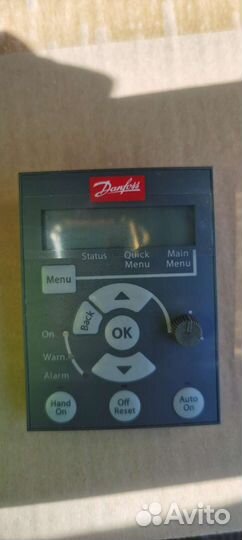 Danfoss
Status
Quick
Menu
Main
Menu
Menu
Back
OK
On
Warn.
Alarm
Hand
On
Off
Reset
Auto
On
Avito